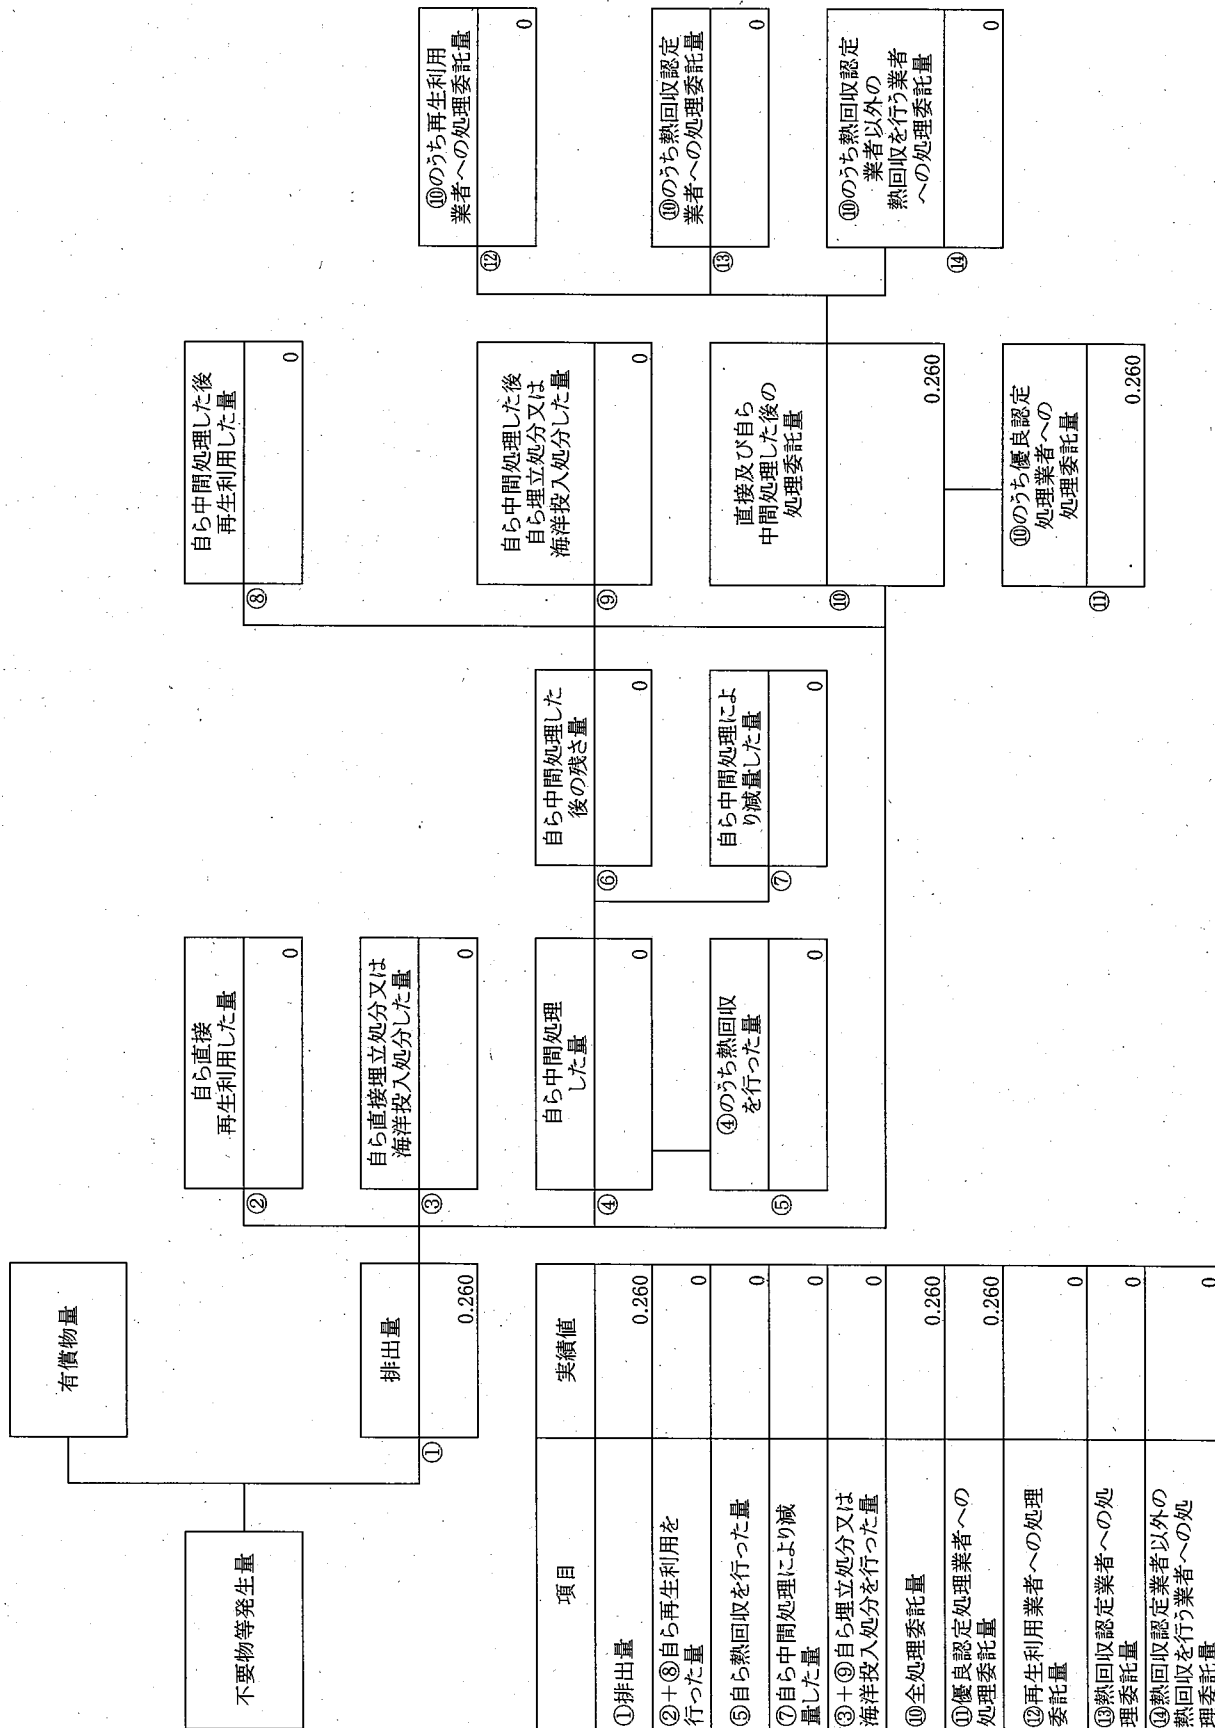 不要物等発生量
有償物量
排出量
①
0.260
自ら直接
再生利用した量
②
0
自ら直接埋立処分又は
海洋投入処分した量
③
0
自ら中間処理
した量
④
0
④のうち熱回収
を行った量
⑤
0
自ら中間処理した
後の残さ量
⑥
0
自ら中間処理によ
り減量した量
⑦
0
自ら中間処理した後
再生利用した量
⑧
0
自ら中間処理した後
自ら埋立処分又は
海洋投入処分した量
⑨
0
直接及び自ら
中間処理した後の
処理委託量
⑩
0.260
⑩のうち優良認定
処理業者への
処理委託量
⑪
0.260
⑩のうち再生利用
業者への処理委託量
⑫
0
⑩のうち熱回収認定
業者への処理委託量
⑬
0
⑩のうち熱回収認定
業者以外の
熱回収を行う業者
への処理委託量
⑭
0
項目
実績値
①排出量
0.260
②+⑧自ら再生利用を
行った量
0
⑤自ら熱回収を行った量
0
⑦自ら中間処理により減
量した量
0
③+⑨自ら埋立処分又は
海洋投入処分を行った量
0
⑩全処理委託量
0.260
⑪優良認定処理業者への
処理委託量
0.260
⑫再生利用業者への処理
委託量
0
⑬熱回収認定業者への処
理委託量
0
⑭熱回収認定業者以外の
熱回収を行う業者への処
理委託量
0